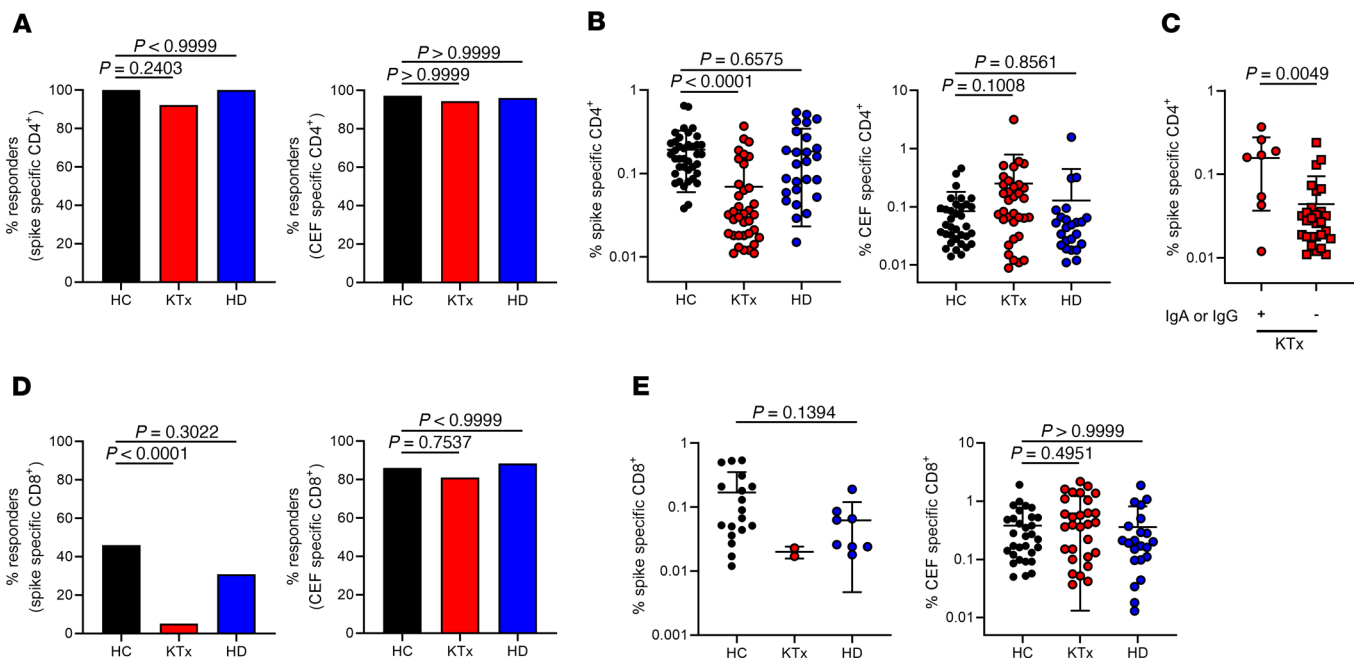 A
P < 0.9999
P = 0.2403
% responders
(spike specific CD4+)
100
80
60
40
20
0
HC KTx HD
P > 0.9999
P > 0.9999
% responders
(CEF specific CD4+)
100
80
60
40
20
0
HC KTx HD
B
P = 0.6575
P < 0.0001
% spike specific CD4+
1
0.1
0.01
HC KTx HD
P = 0.8561
P = 0.1008
% CEF specific CD4+
10
1
0.1
0.01
HC KTx HD
C
P = 0.0049
% spike specific CD4+
1
0.1
0.01
IgA or IgG + -
KTx
D
P = 0.3022
P < 0.0001
% responders
(spike specific CD8+)
100
80
60
40
20
0
HC KTx HD
P < 0.9999
P = 0.7537
% responders
(CEF specific CD8+)
100
80
60
40
20
0
HC KTx HD
E
P = 0.1394
% spike specific CD8+
1
0.1
0.01
0.001
HC KTx HD
P > 0.9999
P = 0.4951
% CEF specific CD8+
10
1
0.1
0.01
HC KTx HD